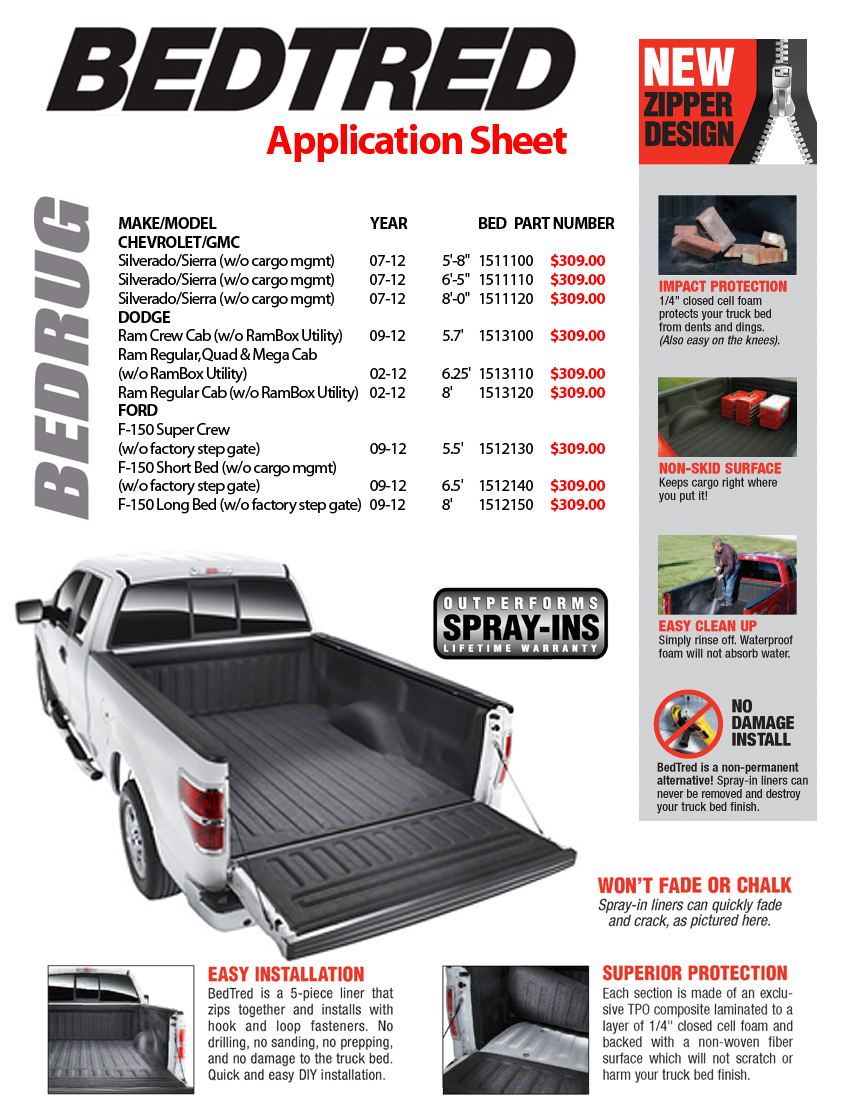 BEDTRED
Application Sheet
NEW
ZIPPER
DESIGN
BEDRUG
MAKE/MODEL YEAR BED PART NUMBER
CHEVROLET/GMC
Silverado/Sierra (w/o cargo mgmt) 07-12 5'-8" 1511100 $309.00
Silverado/Sierra (w/o cargo mgmt) 07-12 6'-5" 1511110 $309.00
Silverado/Sierra (w/o cargo mgmt) 07-12 8'-0" 1511120 $309.00
DODGE
Ram Crew Cab (w/o RamBox Utility) 09-12 5.7' 1513100 $309.00
Ram Regular,Quad & Mega Cab
(w/o RamBox Utility) 02-12 6.25' 1513110 $309.00
Ram Regular Cab (w/o RamBox Utility) 02-12 8' 1513120 $309.00
FORD
F-150 Super Crew
(w/o factory step gate) 09-12 5.5' 1512130 $309.00
F-150 Short Bed (w/o cargo mgmt)
(w/o factory step gate) 09-12 6.5' 1512140 $309.00
F-150 Long Bed (w/o factory step gate) 09-12 8' 1512150 $309.00
IMPACT PROTECTION
1/4" closed cell foam
protects your truck bed
from dents and dings.
(Also easy on the knees).
NON-SKID SURFACE
Keeps cargo right where
you put it!
EASY CLEAN UP
Simply rinse off. Waterproof
foam will not absorb water.
NO
DAMAGE
INSTALL
BedTred is a non-permanent
alternative! Spray-in liners can
never be removed and destroy
your truck bed finish.
OUTPERFORMS
SPRAY-INS
LIFETIME WARRANTY
WON'T FADE OR CHALK
Spray-in liners can quickly fade
and crack, as pictured here.
EASY INSTALLATION
BedTred is a 5-piece liner that
zips together and installs with
hook and loop fasteners. No
drilling, no sanding, no prepping,
and no damage to the truck bed.
Quick and easy DIY installation.
SUPERIOR PROTECTION
Each section is made of an exclu-
sive TPO composite laminated to a
layer of 1/4'' closed cell foam and
backed with a non-woven fiber
surface which will not scratch or
harm your truck bed finish.